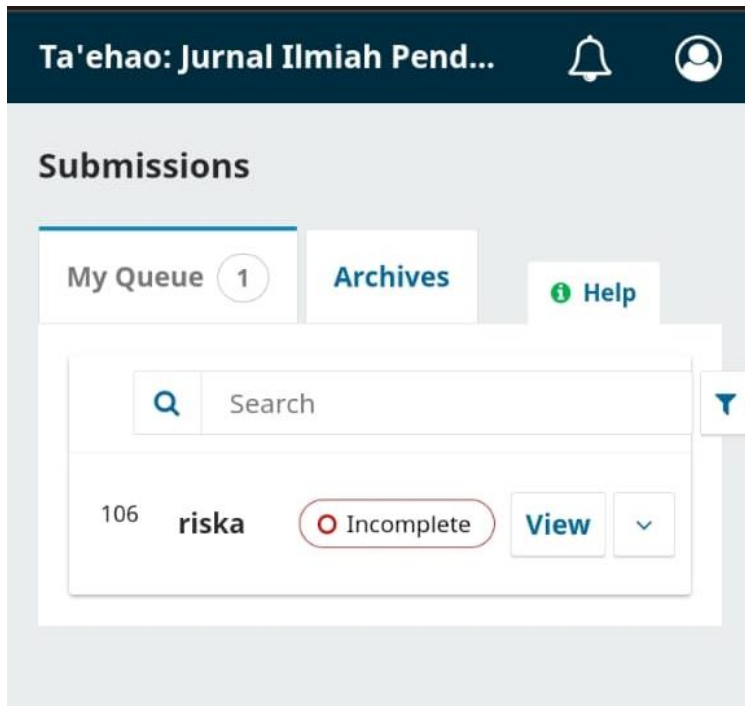 Ta'ehao: Jurnal Ilmiah Pend...
Submissions
My Queue 1
Archives
Help
Search
106 riska Incomplete View